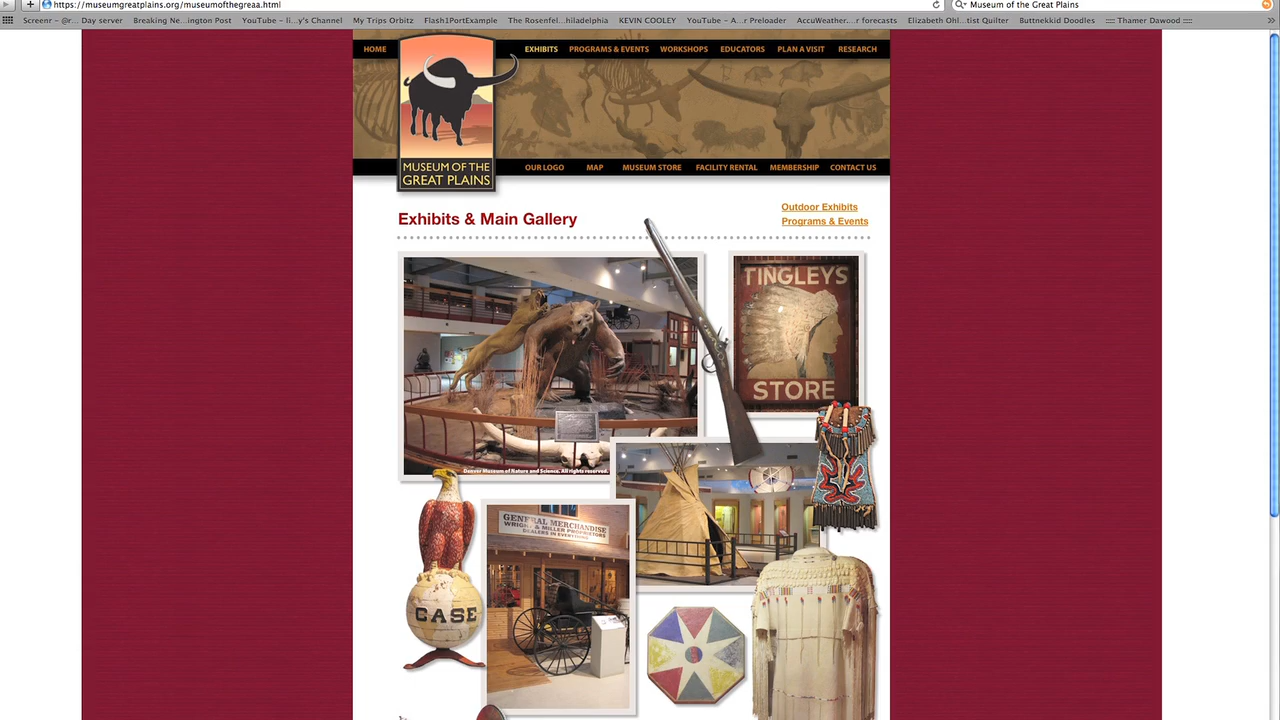 https://museumgreatplains.org/museumofthegreaa.html
Museum of the Great Plains
Screenr – @r... Day server Breaking Ne...ington Post YouTube – li...y's Channel My Trips Orbitz Flash1PortExample The Rosenfel...hiladelphia KEVIN COOLEY YouTube – A...r Preloader AccuWeather....r forecasts Elizabeth Ohl...tist Quilter Buttnekkid Doodles ::::: Thamer Dawood :::::
HOME EXHIBITS PROGRAMS & EVENTS WORKSHOPS EDUCATORS PLAN A VISIT RESEARCH
MUSEUM OF THE
GREAT PLAINS
OUR LOGO MAP MUSEUM STORE FACILITY RENTAL MEMBERSHIP CONTACT US
Exhibits & Main Gallery
Outdoor Exhibits
Programs & Events
TINGLEYS
STORE
Denver Museum of Nature and Science. All rights reserved.
GENERAL MERCHANDISE
WRIGHT & MILLER PROPRIETORS
DEALERS IN EVERYTHING
CASE